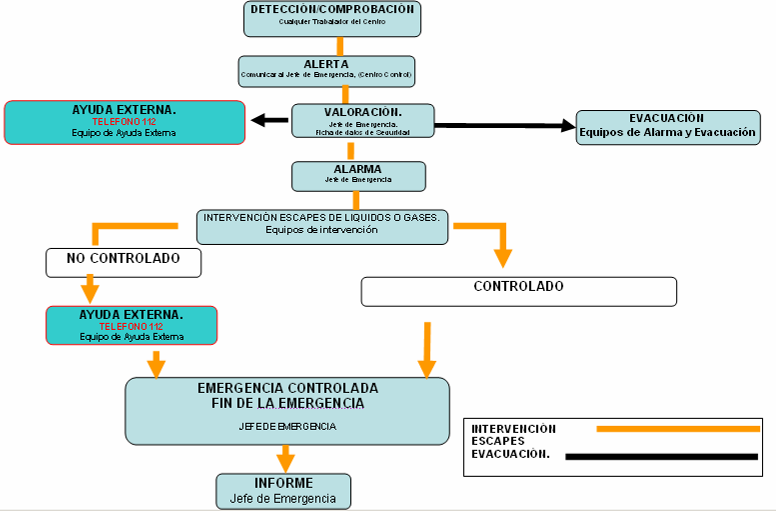 DETECCIÓN/COMPROBACIÓN
Cualquier Trabajador del Centro
ALERTA
Comunicar al Jefe de Emergencia, (Centro Control)
AYUDA EXTERNA.
TELEFONO 112
Equipo de Ayuda Externa
VALORACIÓN.
Jefe de Emergencia.
Ficha de datos de Seguridad
EVACUACIÓN
Equipos de Alarma y Evacuación
ALARMA
Jefe de Emergencia
INTERVENCIÓN ESCAPES DE LIQUIDOS O GASES.
Equipos de intervención
NO CONTROLADO
CONTROLADO
AYUDA EXTERNA.
TELEFONO 112
Equipo de Ayuda Externa
EMERGENCIA CONTROLADA
FIN DE LA EMERGENCIA
JEFE DE EMERGENCIA
INTERVENCIÓN
ESCAPES
EVACUACIÓN.
INFORME
Jefe de Emergencia